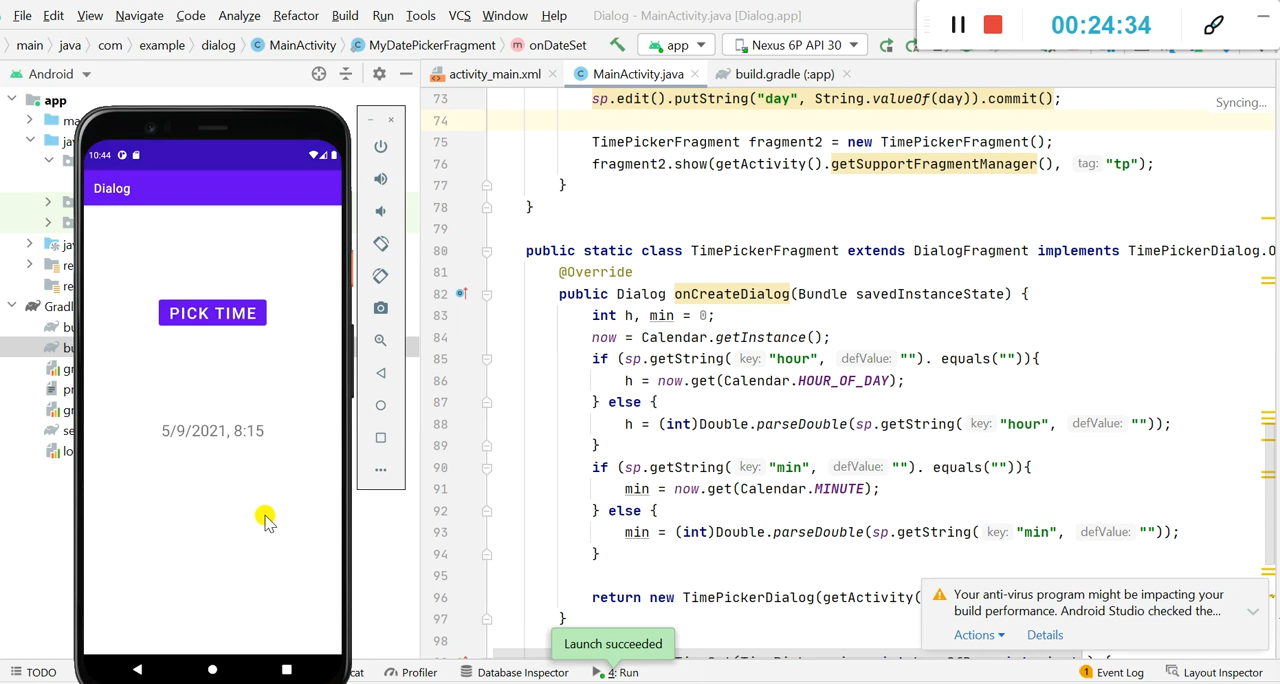 File Edit View Navigate Code Analyze Refactor Build Run Tools VCS Window Help Dialog - MainActivity.java [Dialog.app]
00:24:34
main java com example dialog MainActivity MyDatePickerFragment onDateSet app Nexus 6P API 30
Android activity_main.xml MainActivity.java build.gradle (:app)
Syncing...
app
73 sp.edit().putString("day", String.valueOf(day)).commit();
74
75 TimePickerFragment fragment2 = new TimePickerFragment();
76 fragment2.show(getActivity().getSupportFragmentManager(), tag: "tp");
77 }
78 }
79
80 public static class TimePickerFragment extends DialogFragment implements TimePickerDialog.O
81 @Override
82 public Dialog onCreateDialog(Bundle savedInstanceState) {
83 int h, min = 0;
84 now = Calendar.getInstance();
85 if (sp.getString( key: "hour", defValue: ""). equals("")){
86 h = now.get(Calendar.HOUR_OF_DAY);
87 } else {
88 h = (int)Double.parseDouble(sp.getString( key: "hour", defValue: ""));
89 }
90 if (sp.getString( key: "min", defValue: ""). equals("")){
91 min = now.get(Calendar.MINUTE);
92 } else {
93 min = (int)Double.parseDouble(sp.getString( key: "min", defValue: ""));
94 }
95
96 return new TimePickerDialog(getActivity(
97 }
98
10:44
Dialog
PICK TIME
5/9/2021, 8:15
Gradl
Your anti-virus program might be impacting your
build performance. Android Studio checked the...
Actions Details
Launch succeeded
TODO cat Profiler Database Inspector 4: Run 1 Event Log Layout Inspector